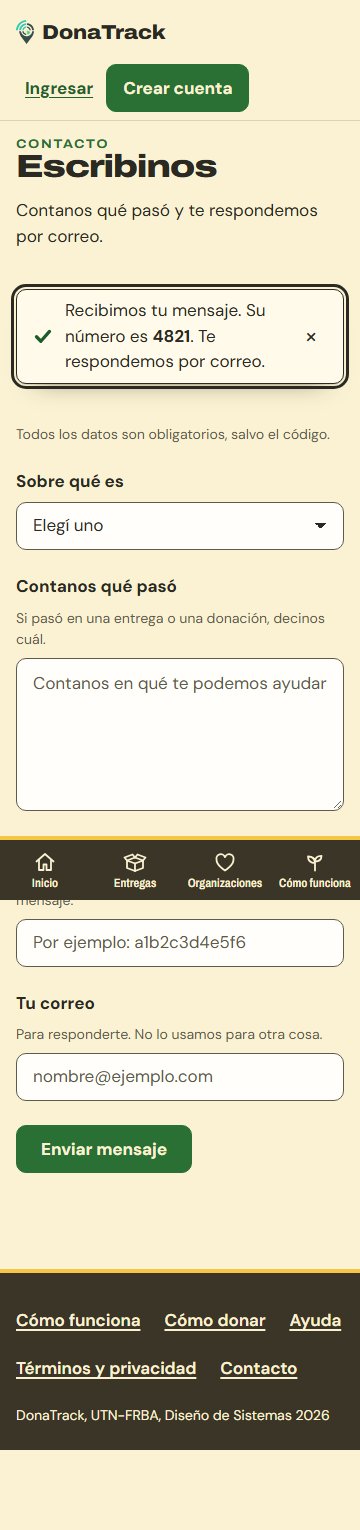 DonaTrack
Ingresar
Crear cuenta
CONTACTO
Escribinos
Contanos qué pasó y te respondemos
por correo.
Recibimos tu mensaje. Su
número es 4821. Te
respondemos por correo.
Todos los datos son obligatorios, salvo el código.
Sobre qué es
Elegí uno
Contanos qué pasó
Si pasó en una entrega o una donación, decinos
cuál.
Contanos en qué te podemos ayudar
Inicio
Entregas
Organizaciones
Cómo funciona
mensaje.
Por ejemplo: a1b2c3d4e5f6
Tu correo
Para responderte. No lo usamos para otra cosa.
nombre@ejemplo.com
Enviar mensaje
Cómo funciona
Cómo donar
Ayuda
Términos y privacidad
Contacto
DonaTrack, UTN-FRBA, Diseño de Sistemas 2026